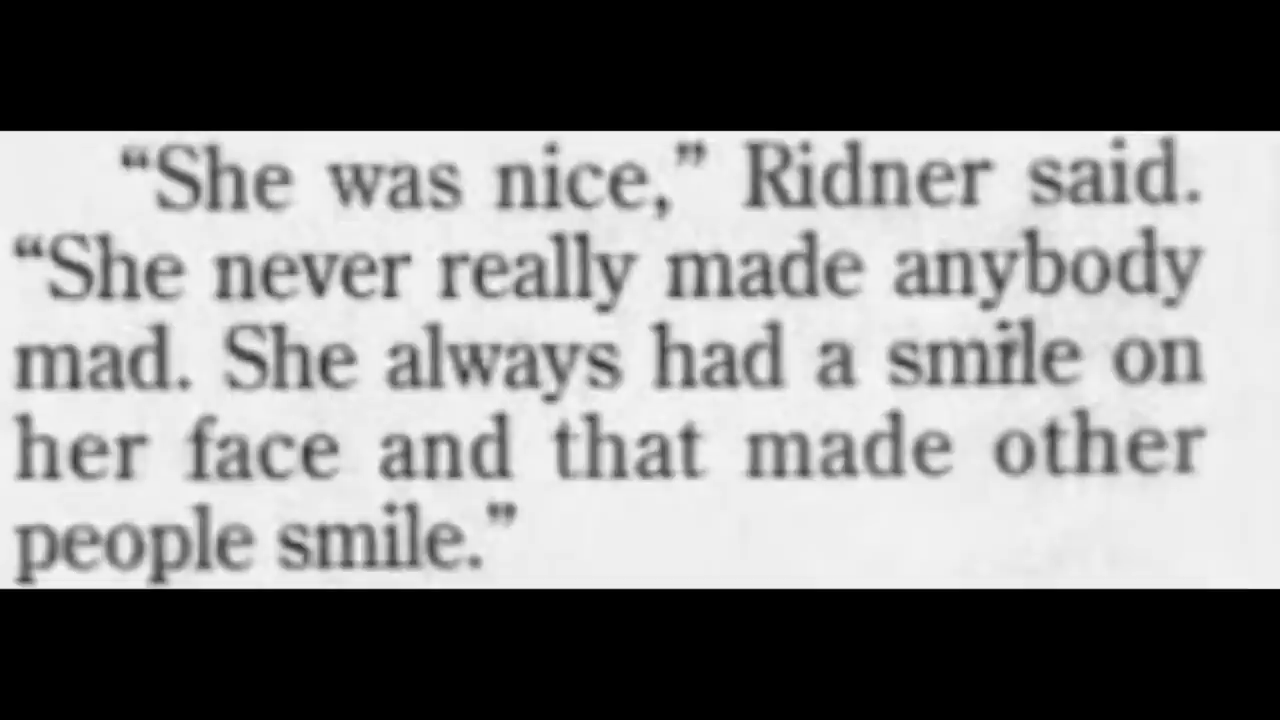 “She was nice,” Ridner said.
“She never really made anybody
mad. She always had a smile on
her face and that made other
people smile.”